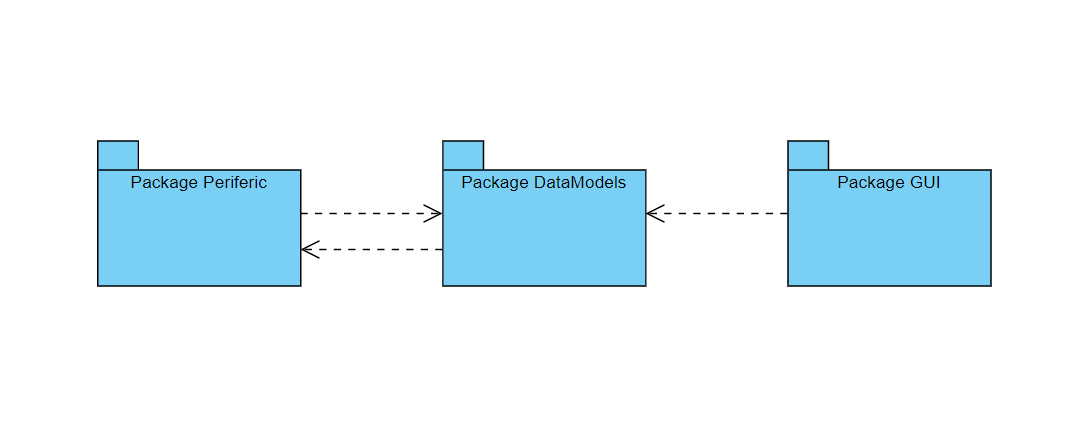 Package Periferic
Package DataModels
Package GUI